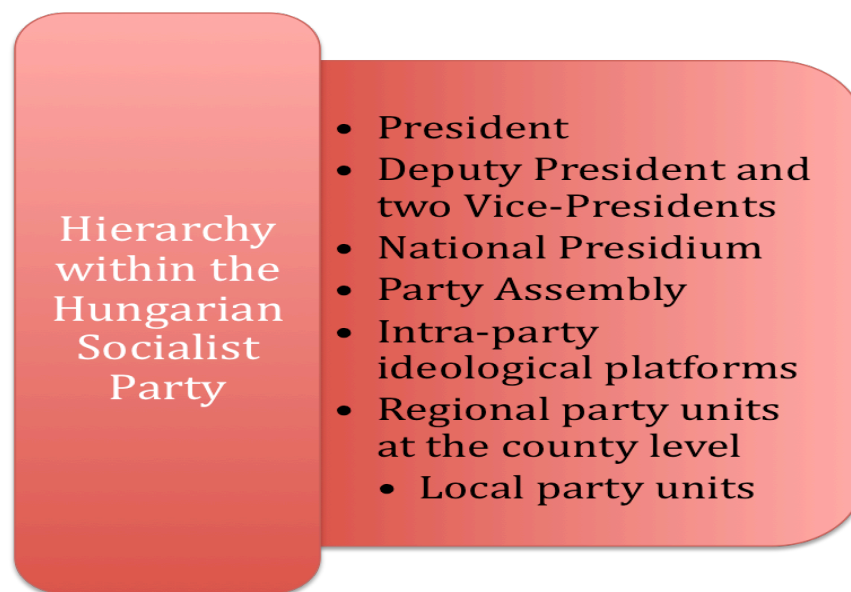 Hierarchy
within the
Hungarian
Socialist
Party
• President
• Deputy President and
two Vice-Presidents
• National Presidium
• Party Assembly
• Intra-party
ideological platforms
• Regional party units
at the county level
• Local party units